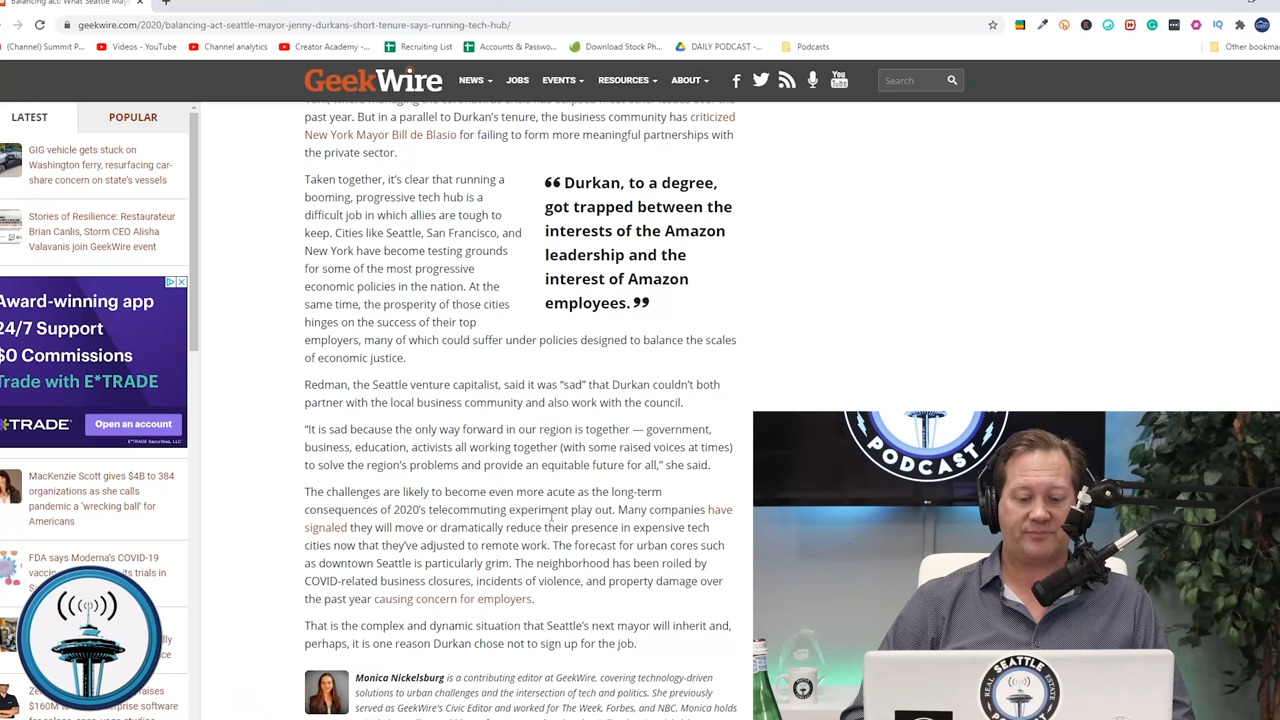 Balancing act: What Seattle May
geekwire.com/2020/balancing-act-seattle-mayor-jenny-durkans-short-tenure-says-running-tech-hub/
(Channel) Summit P...
Videos - YouTube
Channel analytics
Creator Academy -...
Recruiting List
Accounts & Passwo...
Download Stock Ph...
DAILY PODCAST -...
Podcasts
Other bookma
GeekWire
NEWS
JOBS
EVENTS
RESOURCES
ABOUT
You Tube
Search
LATEST
POPULAR
GIG vehicle gets stuck on
Washington ferry, resurfacing car-
share concern on state's vessels
Stories of Resilience: Restaurateur
Brian Canlis, Storm CEO Alisha
Valavanis join GeekWire event
Award-winning app
24/7 Support
$0 Commissions
Trade with E*TRADE
E*TRADE
Open an account
E*TRADE Securities, LLC
MacKenzie Scott gives $4B to 384
organizations as she calls
pandemic a 'wrecking ball' for
Americans
FDA says Moderna's COVID-19
its trials in
raises
$160M
enterprise software
York, where managing the coronavirus crisis has eclipsed most other issues over the
past year. But in a parallel to Durkan's tenure, the business community has criticized
New York Mayor Bill de Blasio for failing to form more meaningful partnerships with
the private sector.
Taken together, it's clear that running a
booming, progressive tech hub is a
difficult job in which allies are tough to
keep. Cities like Seattle, San Francisco, and
New York have become testing grounds
for some of the most progressive
economic policies in the nation. At the
same time, the prosperity of those cities
hinges on the success of their top
employers, many of which could suffer under policies designed to balance the scales
of economic justice.
“ Durkan, to a degree,
got trapped between the
interests of the Amazon
leadership and the
interest of Amazon
employees. ”
Redman, the Seattle venture capitalist, said it was “sad” that Durkan couldn't both
partner with the local business community and also work with the council.
“It is sad because the only way forward in our region is together — government,
business, education, activists all working together (with some raised voices at times)
to solve the region's problems and provide an equitable future for all,” she said.
The challenges are likely to become even more acute as the long-term
consequences of 2020's telecommuting experiment play out. Many companies have
signaled they will move or dramatically reduce their presence in expensive tech
cities now that they've adjusted to remote work. The forecast for urban cores such
as downtown Seattle is particularly grim. The neighborhood has been roiled by
COVID-related business closures, incidents of violence, and property damage over
the past year causing concern for employers.
That is the complex and dynamic situation that Seattle's next mayor will inherit and,
perhaps, it is one reason Durkan chose not to sign up for the job.
Monica Nickelsburg is a contributing editor at GeekWire, covering technology-driven
solutions to urban challenges and the intersection of tech and politics. She previously
served as GeekWire's Civic Editor and worked for The Week, Forbes, and NBC. Monica holds
PODCAST
SEATTLE
REAL
ESTATE